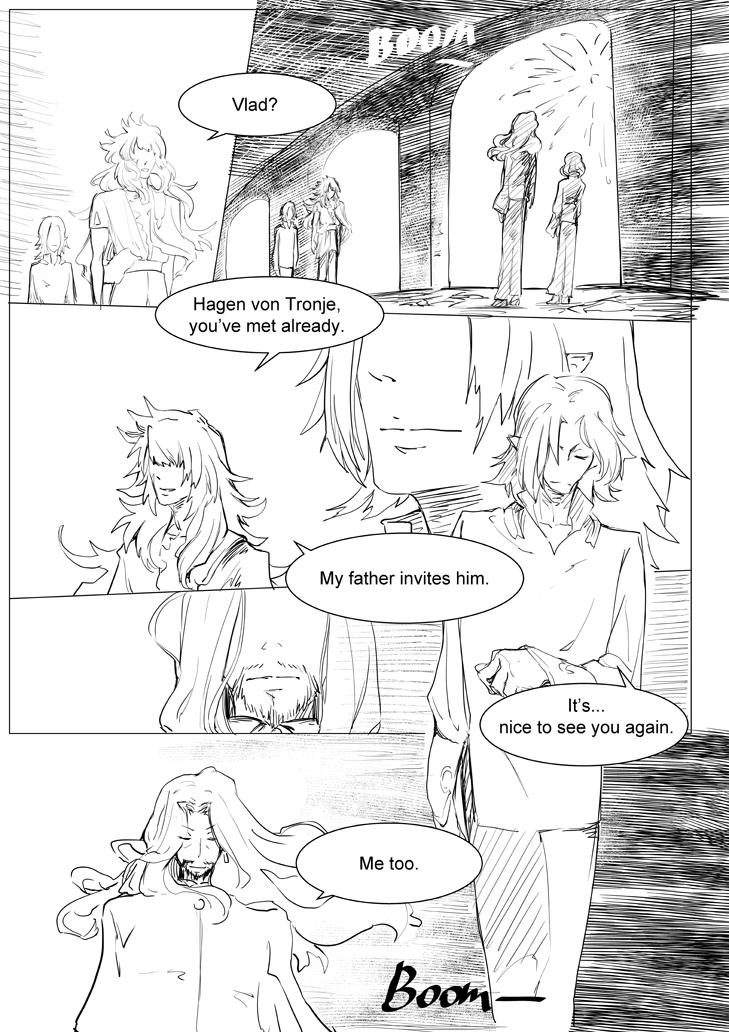 BOOM—
Vlad?
Hagen von Tronje,
you've met already.
My father invites him.
It's...
nice to see you again.
Me too.
Boom—